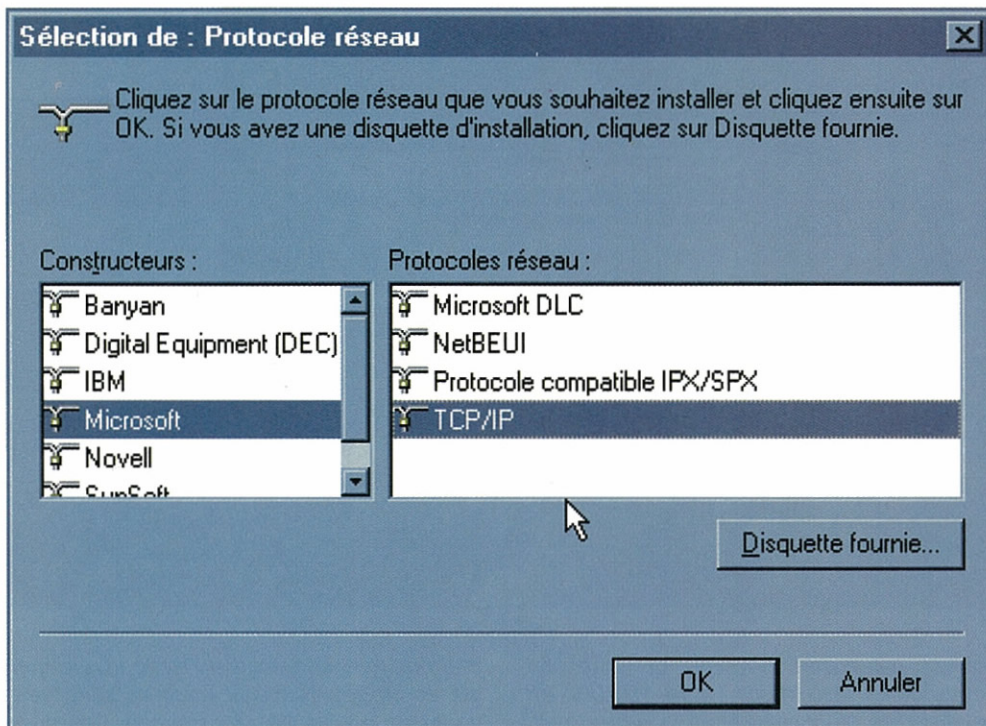 Sélection de : Protocole réseau
Cliquez sur le protocole réseau que vous souhaitez installer et cliquez ensuite sur
OK. Si vous avez une disquette d'installation, cliquez sur Disquette fournie.
Constructeurs :
Banyan
Digital Equipment (DEC)
IBM
Microsoft
Novell
SunSoft
Protocoles réseau :
Microsoft DLC
NetBEUI
Protocole compatible IPX/SPX
TCP/IP
Disquette fournie...
OK
Annuler